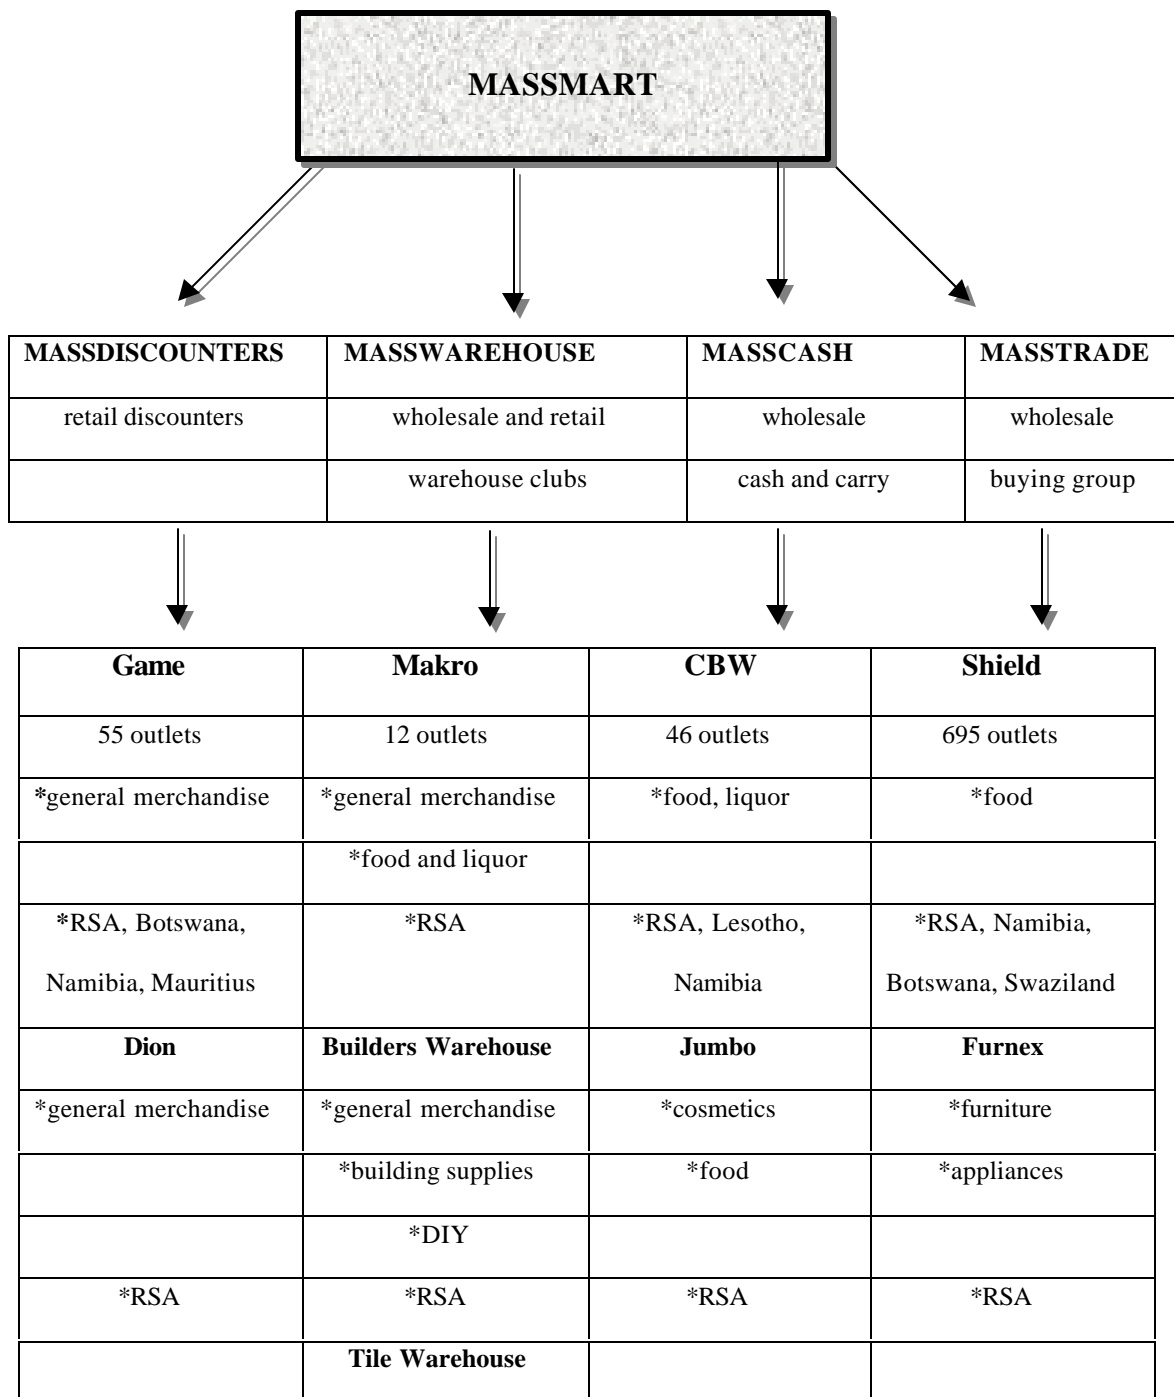 MASSMART
MASSDISCOUNTERS MASSWAREHOUSE MASSCASH MASSTRADE
retail discounters wholesale and retail wholesale wholesale
warehouse clubs cash and carry buying group
Game Makro CBW Shield
55 outlets 12 outlets 46 outlets 695 outlets
*general merchandise *general merchandise *food, liquor *food
*food and liquor
*RSA, Botswana, *RSA *RSA, Lesotho, *RSA, Namibia,
Namibia, Mauritius Namibia Botswana, Swaziland
Dion Builders Warehouse Jumbo Furnex
*general merchandise *general merchandise *cosmetics *furniture
*building supplies *food *appliances
*DIY
*RSA *RSA *RSA *RSA
Tile Warehouse